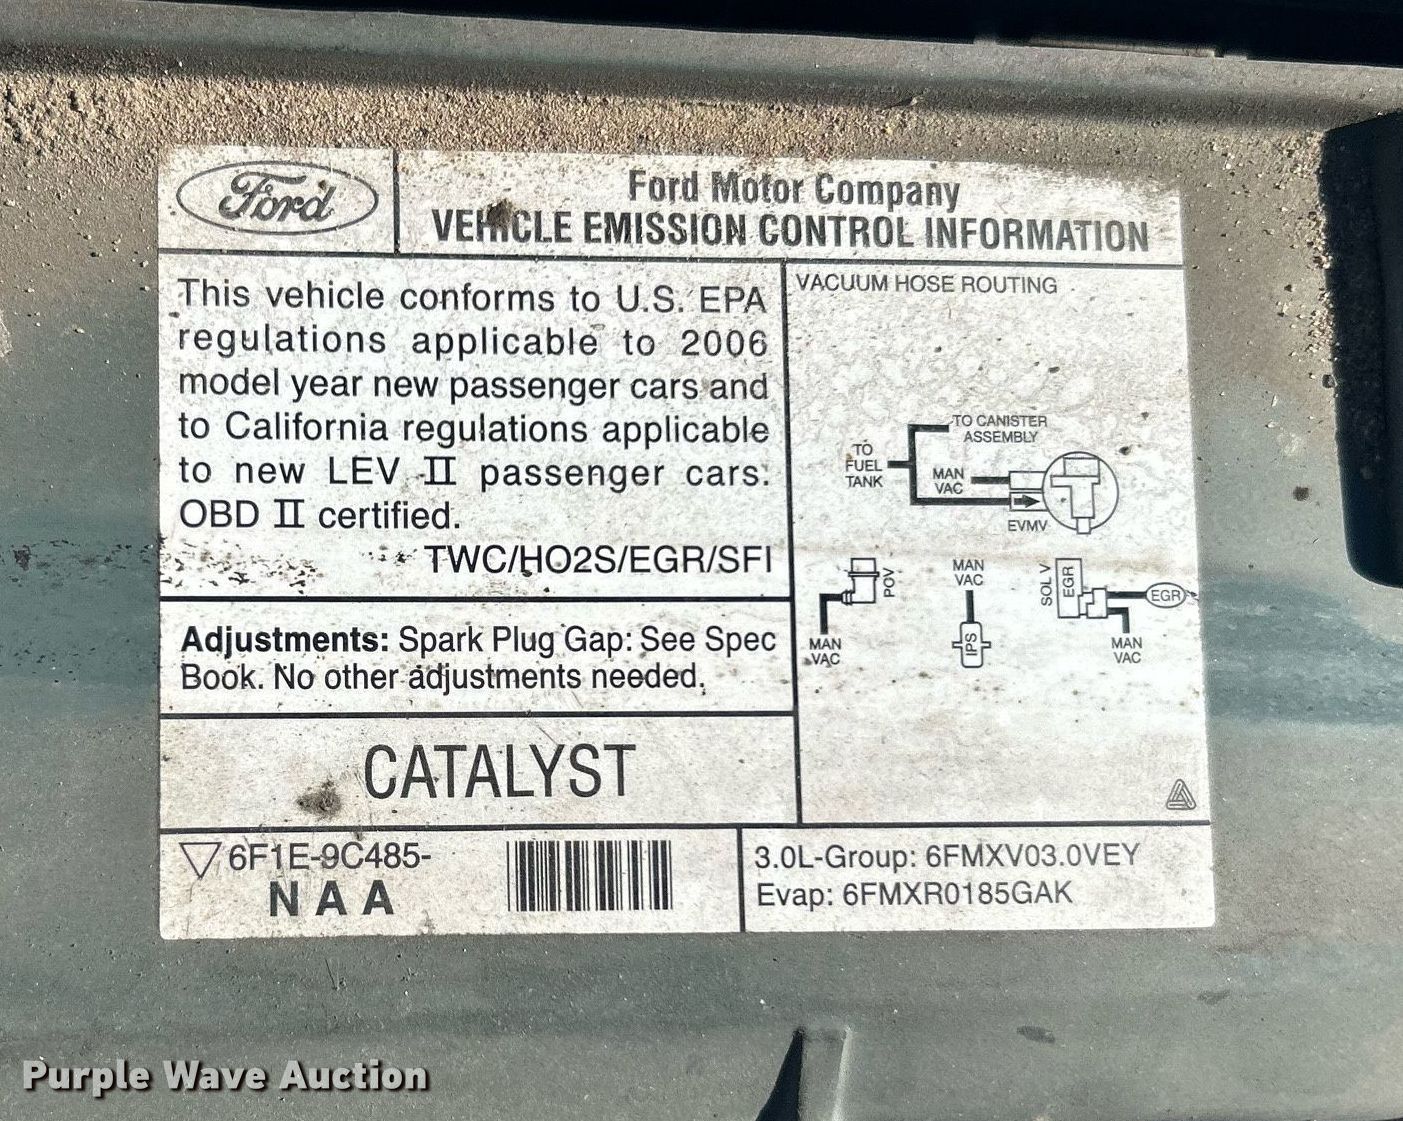 Ford
Ford Motor Company
VEHICLE EMISSION CONTROL INFORMATION
This vehicle conforms to U.S. EPA
regulations applicable to 2006
model year new passenger cars and
to California regulations applicable
to new LEV II passenger cars.
OBD II certified.
TWC/HO2S/EGR/SFI
Adjustments: Spark Plug Gap: See Spec
Book. No other adjustments needed.
CATALYST
6F1E-9C485-
NAA
VACUUM HOSE ROUTING
TO CANISTER
ASSEMBLY
TO
FUEL
TANK
MAN
VAC
EVMV
PCV
MAN
VAC
MAN
VAC
IPS
SOL V
EGR
EGR
MAN
VAC
3.0L-Group: 6FMXV03.0VEY
Evap: 6FMXR0185GAK
Purple Wave Auction